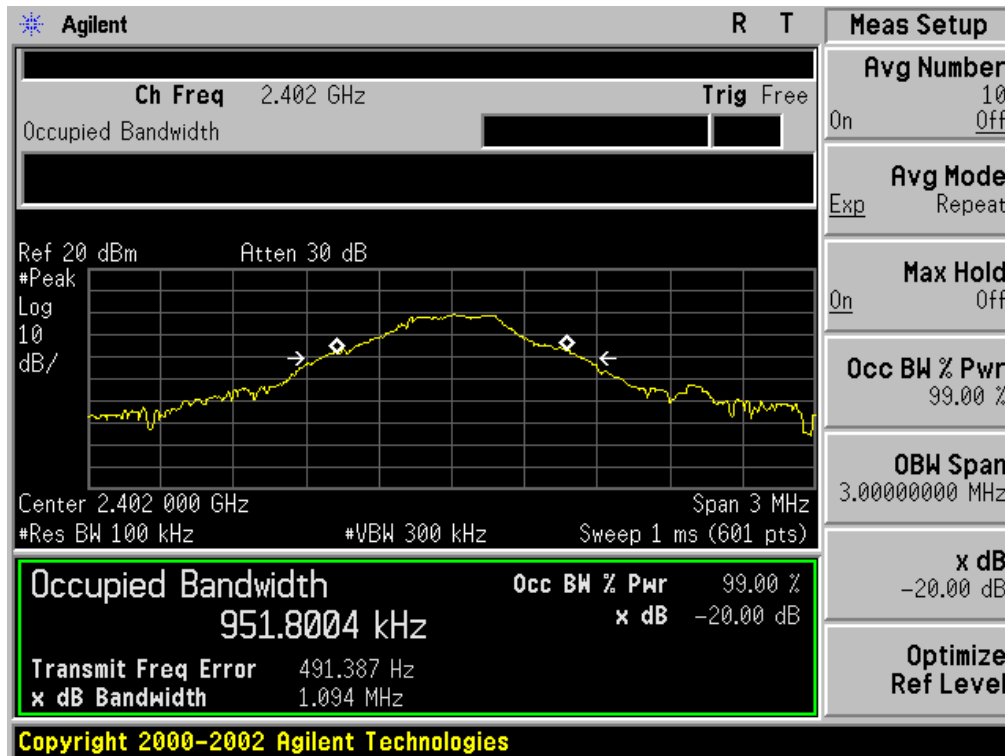 Agilent R T
Ch Freq 2.402 GHz Trig Free
Occupied Bandwidth
Ref 20 dBm Atten 30 dB
#Peak
Log
10
dB/
Center 2.402 000 GHz Span 3 MHz
#Res BW 100 kHz #VBW 300 kHz Sweep 1 ms (601 pts)
Occupied Bandwidth
951.8004 kHz
Occ BW % Pwr 99.00 %
x dB -20.00 dB
Transmit Freq Error 491.387 Hz
x dB Bandwidth 1.094 MHz
Copyright 2000-2002 Agilent Technologies
Meas Setup
Avg Number
10
On Off
Avg Mode
Exp Repeat
Max Hold
On Off
Occ BW % Pwr
99.00 %
OBW Span
3.00000000 MHz
x dB
-20.00 dB
Optimize
Ref Level